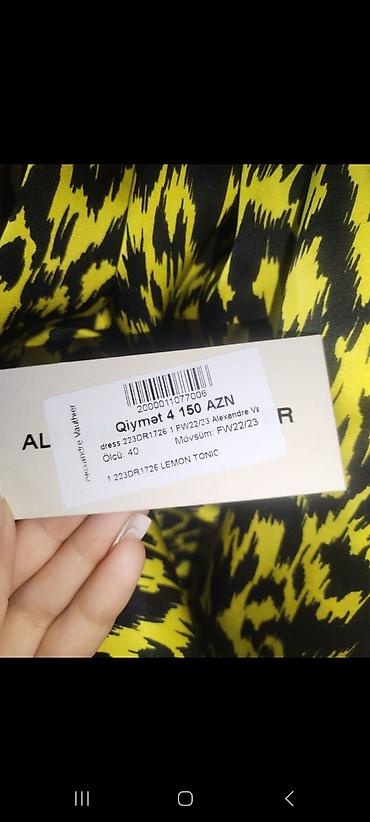 Alexandre Vauthier
2000011077006
Qiymət 4 150 AZN
dress 223DR1726 1 FW22/23 Alexandre Va
Ölçü: 40 Mövsüm: FW22/23
1 223DR1726 LEMON TONIC
AL R